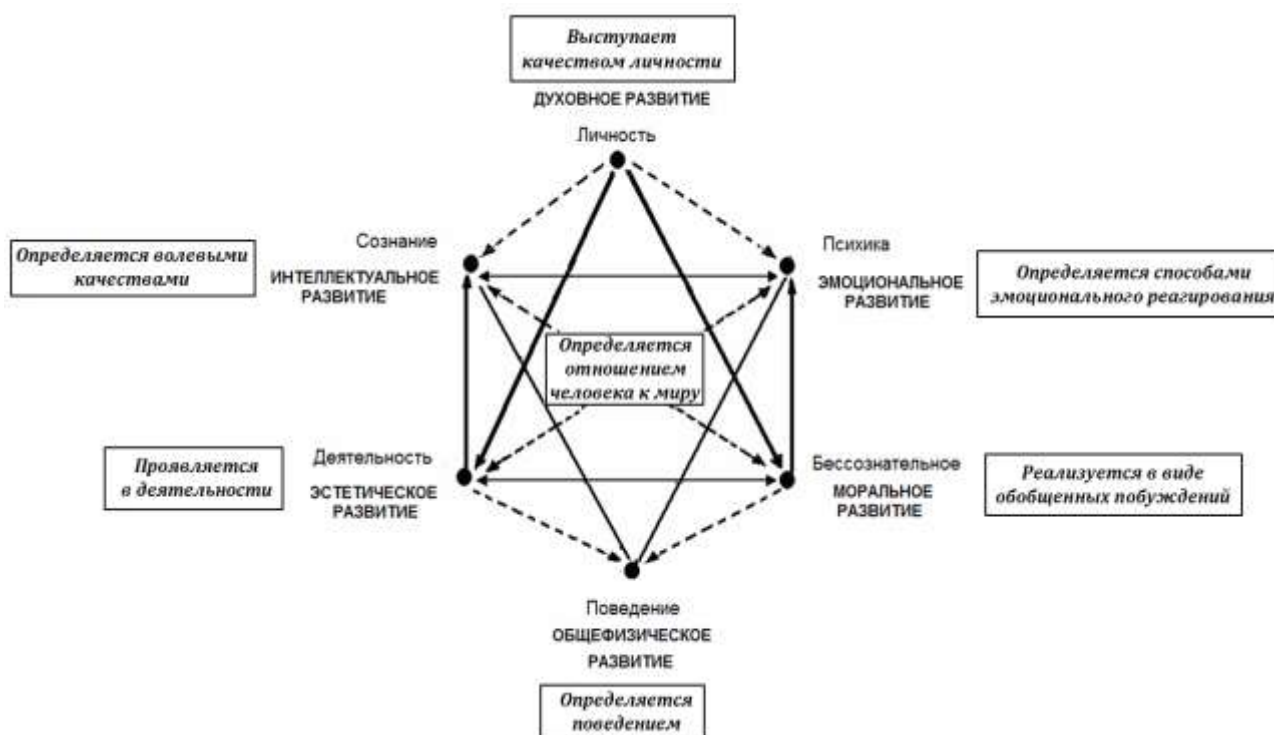 Выступает
качеством личности
ДУХОВНОЕ РАЗВИТИЕ
Личность
Сознание
ИНТЕЛЛЕКТУАЛЬНОЕ
РАЗВИТИЕ
Определяется волевыми
качествами
Психика
ЭМОЦИОНАЛЬНОЕ
РАЗВИТИЕ
Определяется способами
эмоционального реагирования
Определяется
отношением
человека к миру
Деятельность
ЭСТЕТИЧЕСКОЕ
РАЗВИТИЕ
Проявляется
в деятельности
Бессознательное
МОРАЛЬНОЕ
РАЗВИТИЕ
Реализуется в виде
обобщенных побуждений
Поведение
ОБЩЕФИЗИЧЕСКОЕ
РАЗВИТИЕ
Определяется
поведением